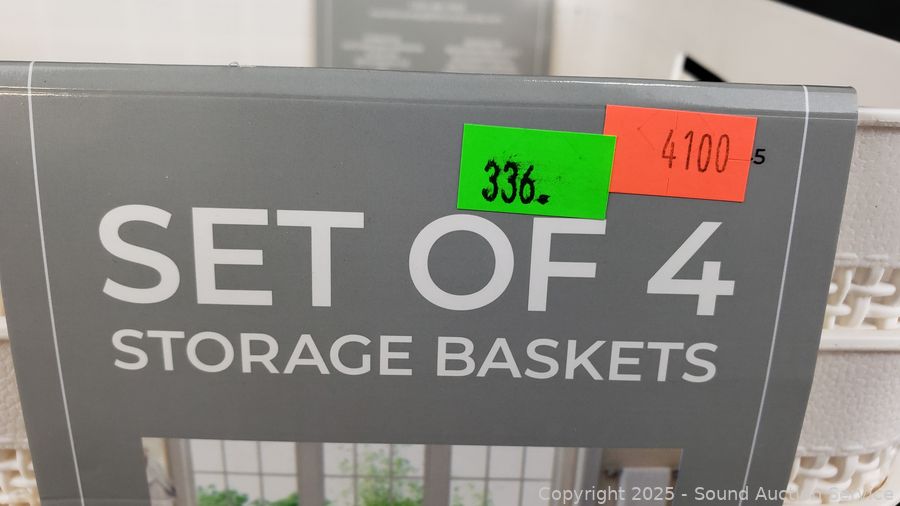 4100
5
336.
SET OF 4
STORAGE BASKETS
Copyright 2025 - Sound Auction Service